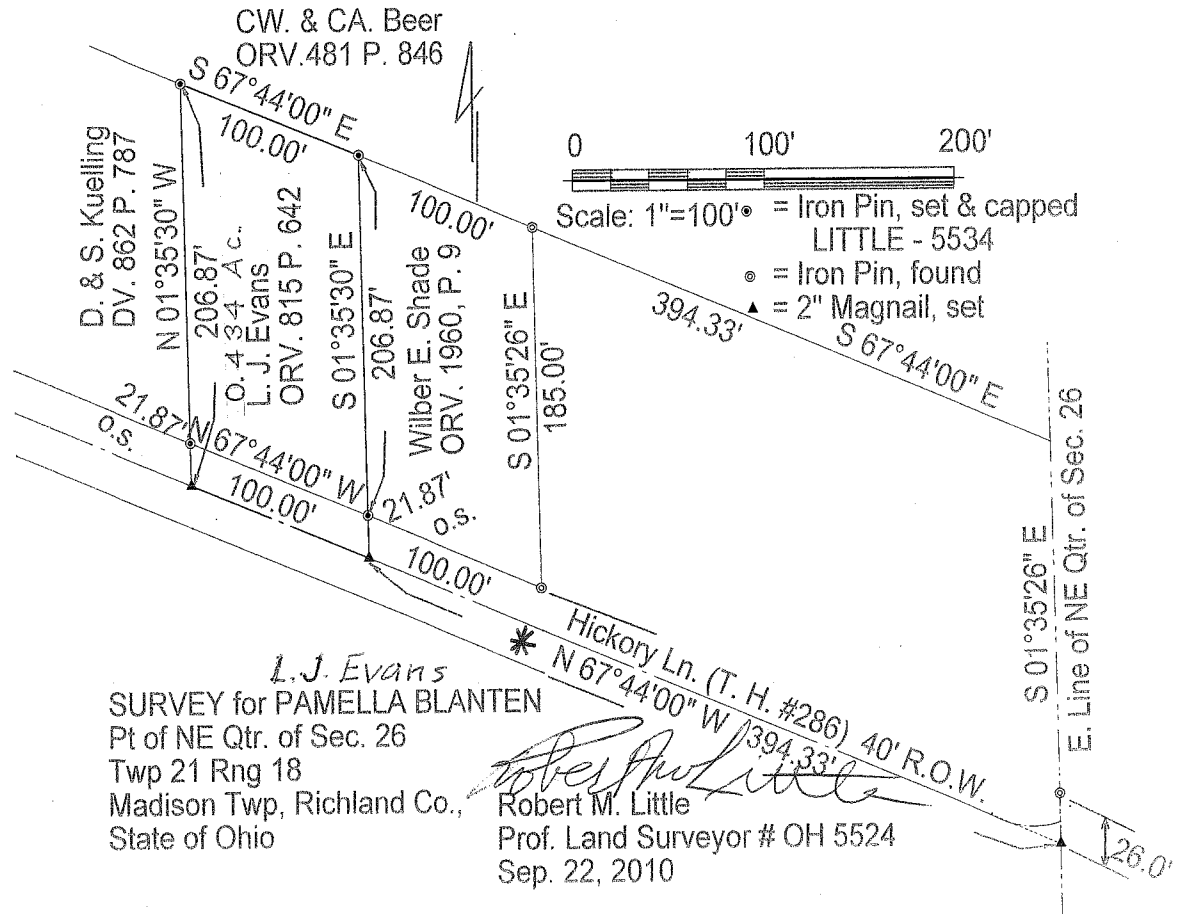 CW. & CA. Beer
ORV.481 P. 846
S 67°44'00" E
100.00'
D. & S. Kuelling
DV. 862 P. 787
N 01°35'30" W
206.87'
0.434 Ac.
L.J. Evans
ORV. 815 P. 642
S 01°35'30" E
206.87'
Wilber E. Shade
ORV. 1960, P. 9
100.00'
S 01°35'26" E
185.00'
0 100' 200'
Scale: 1"=100'
= Iron Pin, set & capped
LITTLE - 5534
= Iron Pin, found
= 2" Magnail, set
394.33'
S 67°44'00" E
S 01°35'26" E
E. Line of NE Qtr. of Sec. 26
21.87'
o.s.
N 67°44'00" W
100.00'
21.87'
o.s.
100.00'
Hickory Ln. (T. H. #286) 40' R.O.W.
N 67°44'00" W (394.33')
26.0'
L.J. Evans
SURVEY for PAMELLA BLANTEN
Pt of NE Qtr. of Sec. 26
Twp 21 Rng 18
Madison Twp, Richland Co.,
State of Ohio
Robert M. Little
Robert M. Little
Prof. Land Surveyor # OH 5524
Sep. 22, 2010